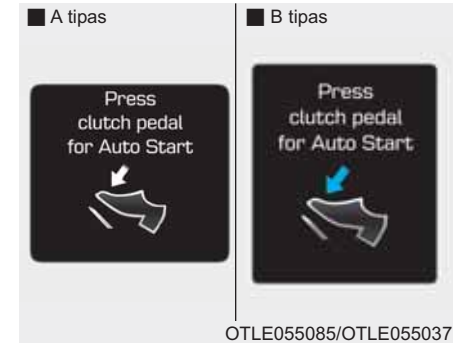 ■ A tipas
■ B tipas
Press
clutch pedal
for Auto Start
Press
clutch pedal
for Auto Start
OTLE055085/OTLE055037